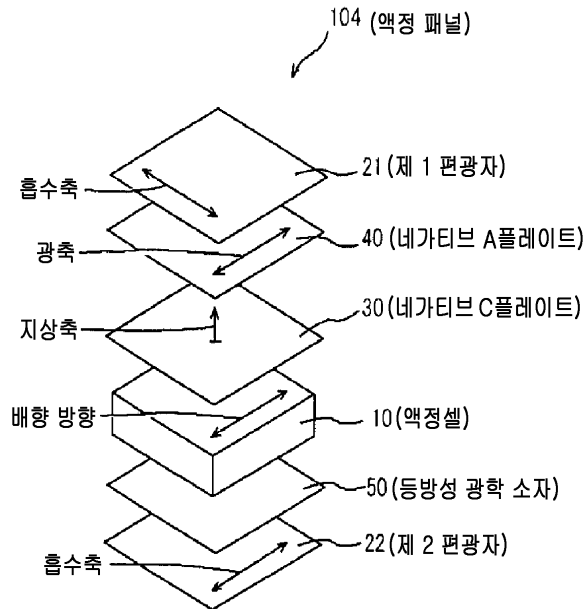 104 (액정 패널)
21 (제 1 편광자)
흡수축
40 (네가티브 A플레이트)
광축
30 (네가티브 C플레이트)
지상축
배향 방향
10 (액정셀)
50 (등방성 광학 소자)
22 (제 2 편광자)
흡수축